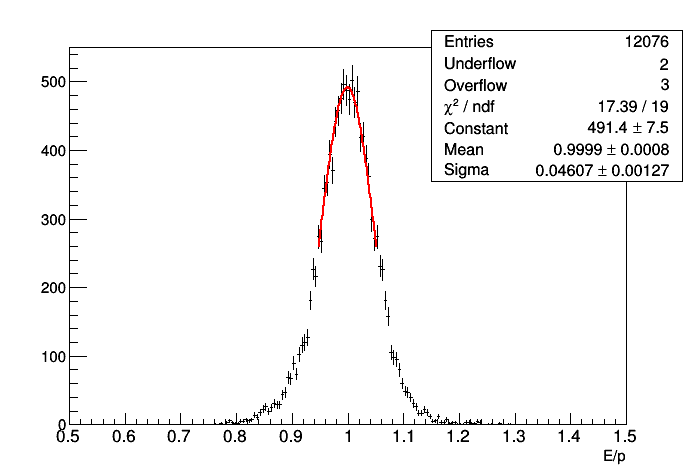 Entries 12076
Underflow 2
Overflow 3
χ² / ndf 17.39 / 19
Constant 491.4 ± 7.5
Mean 0.9999 ± 0.0008
Sigma 0.04607 ± 0.00127
500
400
300
200
100
0
0.5 0.6 0.7 0.8 0.9 1 1.1 1.2 1.3 1.4 1.5
E/p